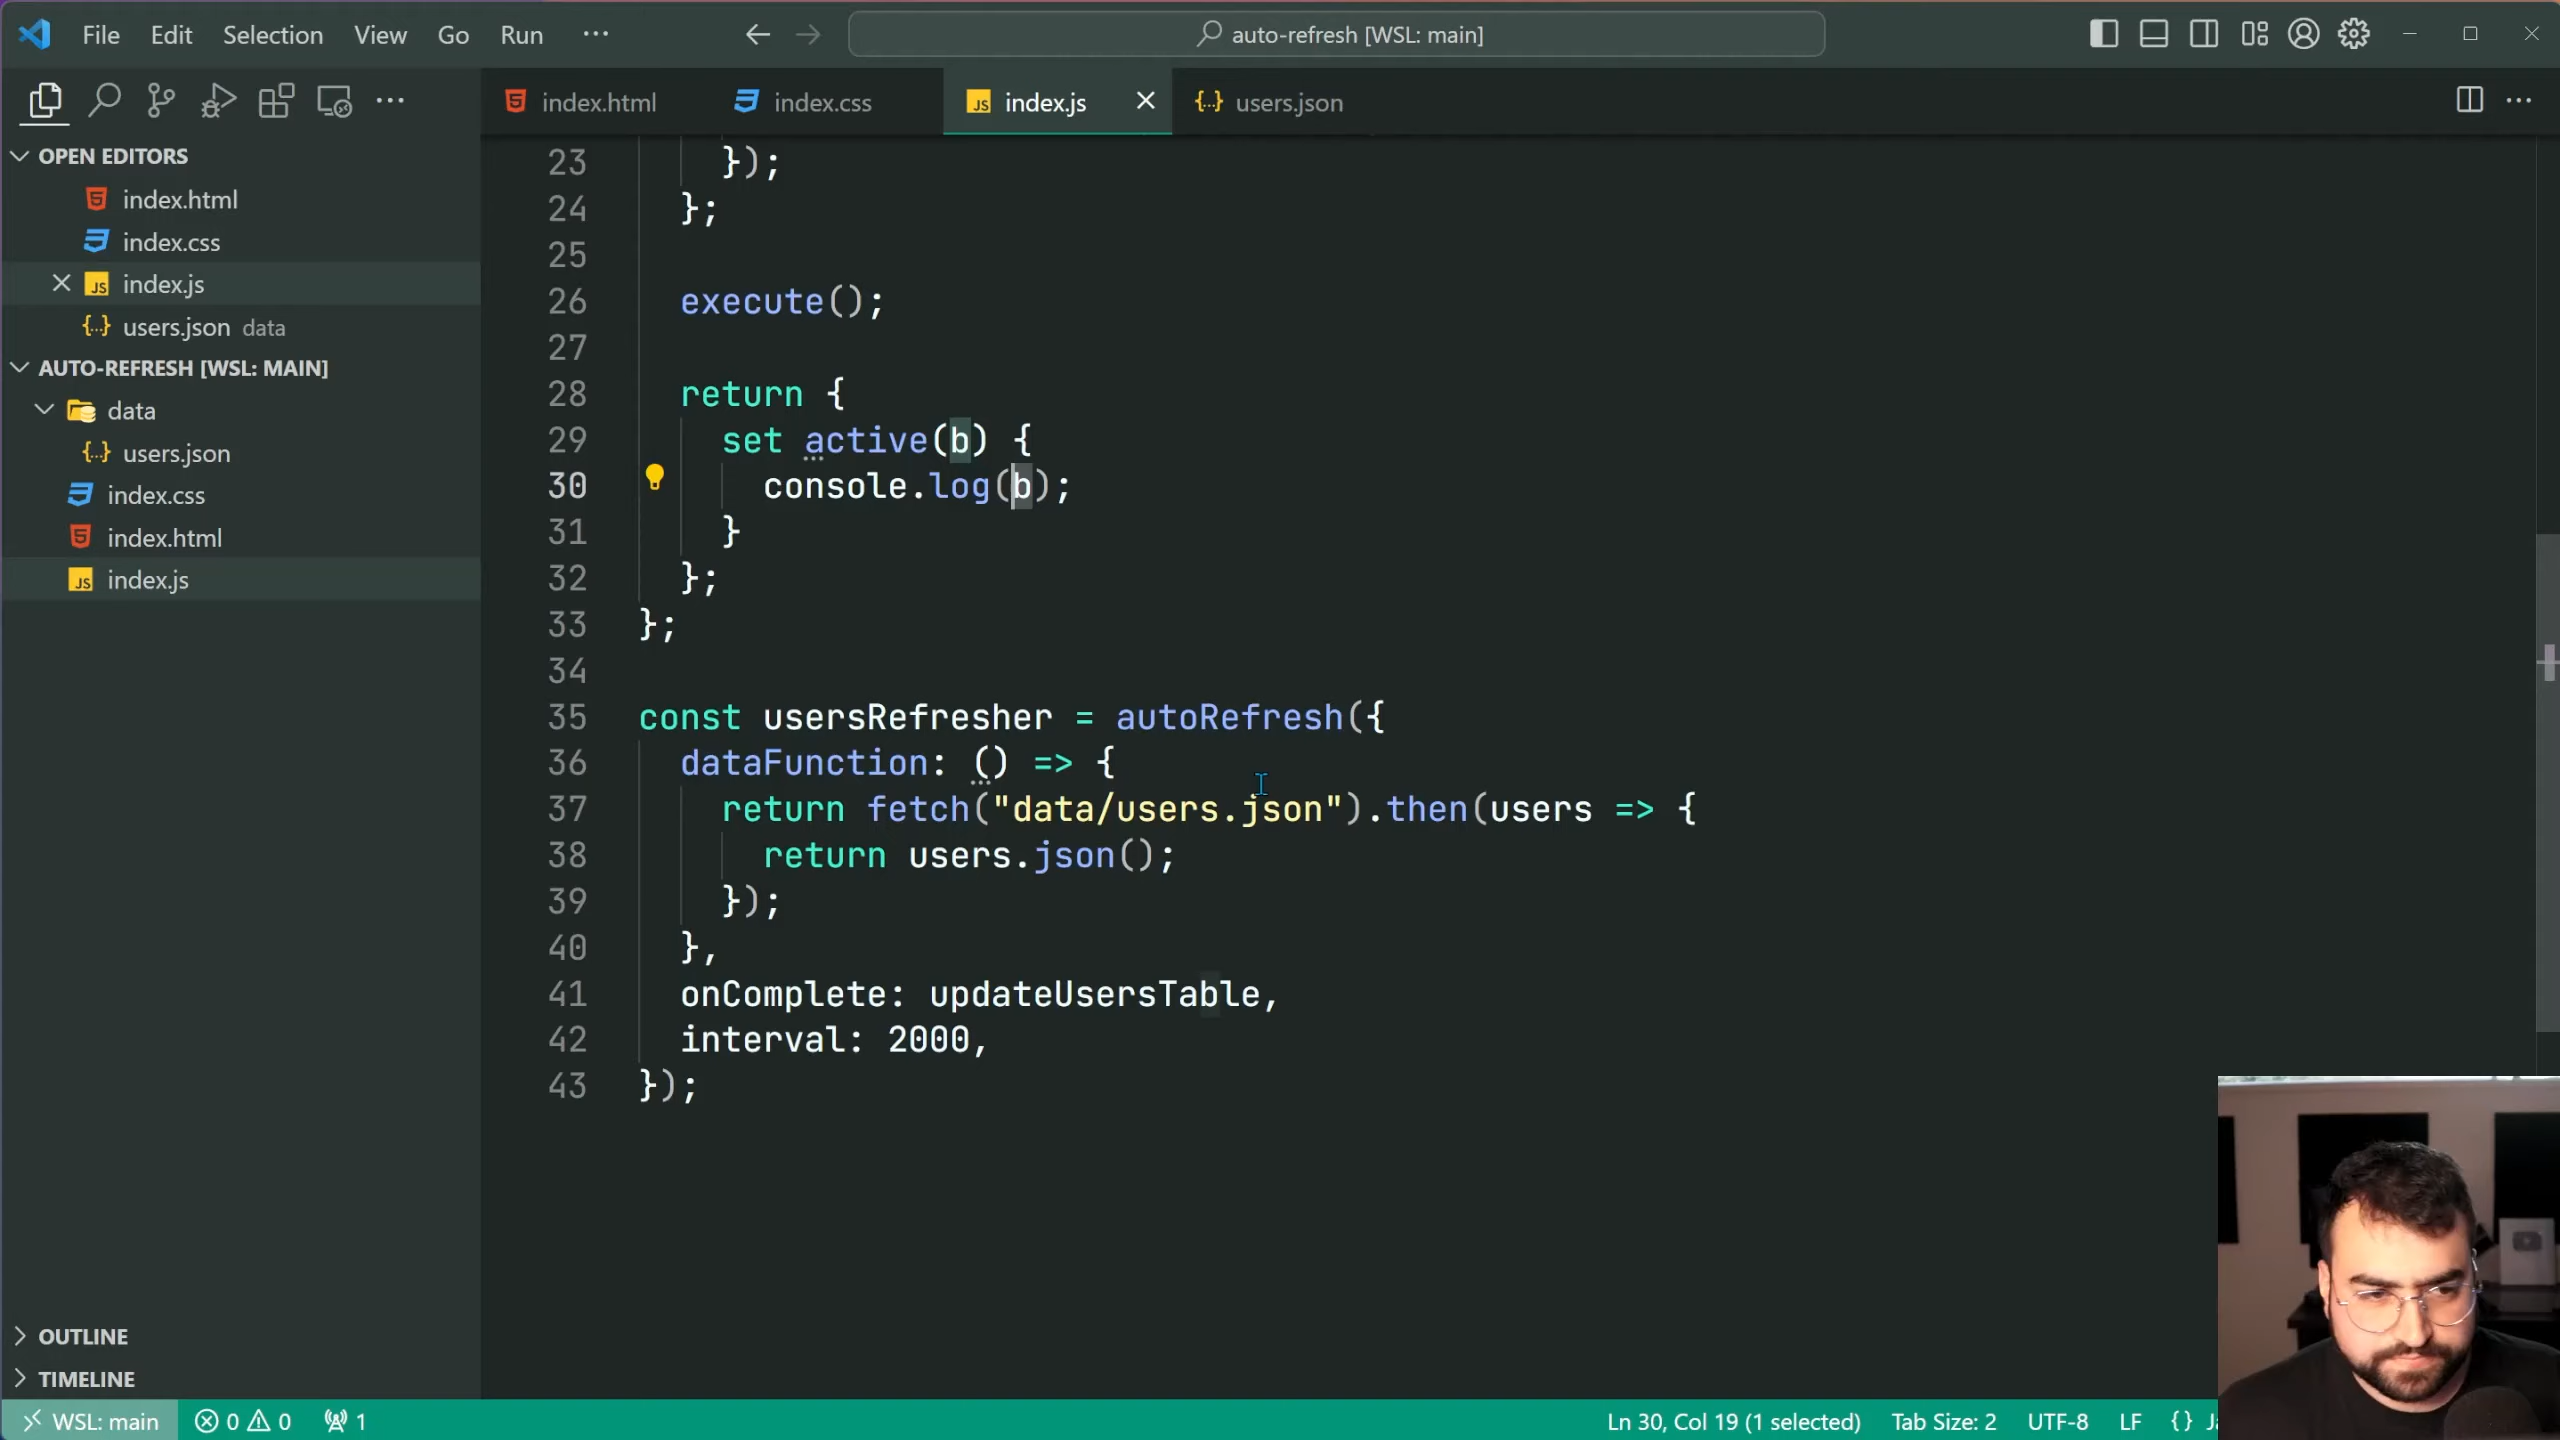 File Edit Selection View Go Run ···
auto-refresh [WSL: main]
index.html
index.css
JS index.js
{..} users.json
OPEN EDITORS
index.html
index.css
JS index.js
{..} users.json data
AUTO-REFRESH [WSL: MAIN]
data
{..} users.json
index.css
index.html
JS index.js
OUTLINE
TIMELINE
23 });
24 };
25
26 execute();
27
28 return {
29 set active(b) {
30 console.log(b);
31 }
32 };
33 };
34
35 const usersRefresher = autoRefresh({
36 dataFunction: () => {
37 return fetch("data/users.json").then(users => {
38 return users.json();
39 });
40 },
41 onComplete: updateUsersTable,
42 interval: 2000,
43 });
WSL: main 0 0 1 Ln 30, Col 19 (1 selected) Tab Size: 2 UTF-8 LF {}